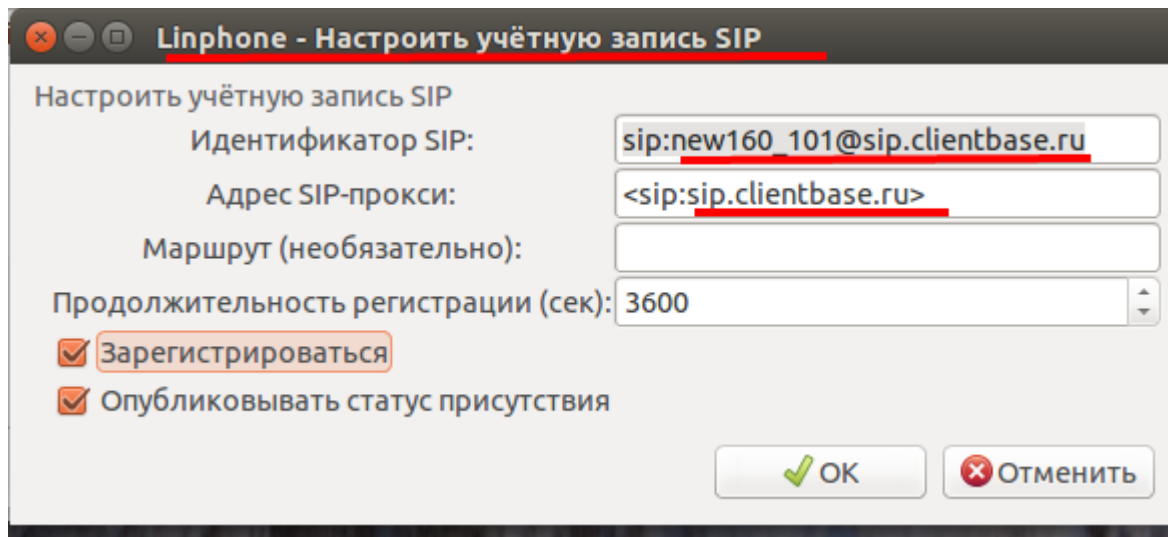 Linphone - Настроить учётную запись SIP
Настроить учётную запись SIP
Идентификатор SIP: sip:new160_101@sip.clientbase.ru
Адрес SIP-прокси: <sip:sip.clientbase.ru>
Маршрут (необязательно):
Продолжительность регистрации (сек): 3600
Зарегистрироваться
Опубликовывать статус присутствия
OK Отменить